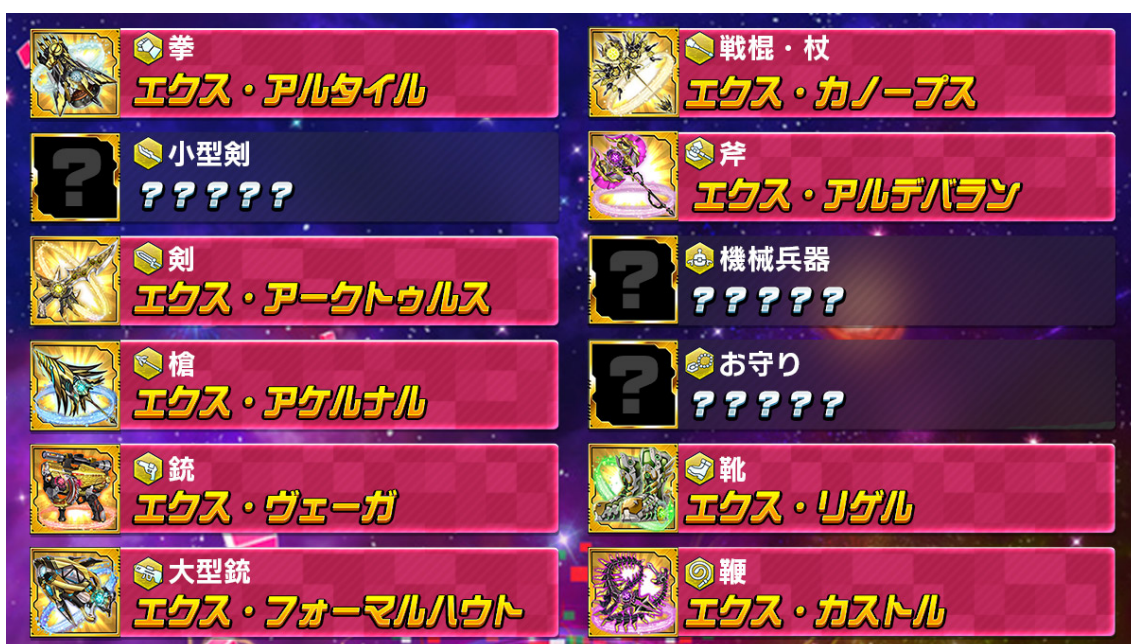 拳
エクス・アルタイル
小型剣
?????
剣
エクス・アークトゥルス
槍
エクス・アケルナル
銃
エクス・ヴェーガ
大型銃
エクス・フォーマルハウト
戦棍・杖
エクス・カノープス
斧
エクス・アルデバラン
機械兵器
?????
お守り
?????
靴
エクス・リゲル
鞭
エクス・カストル